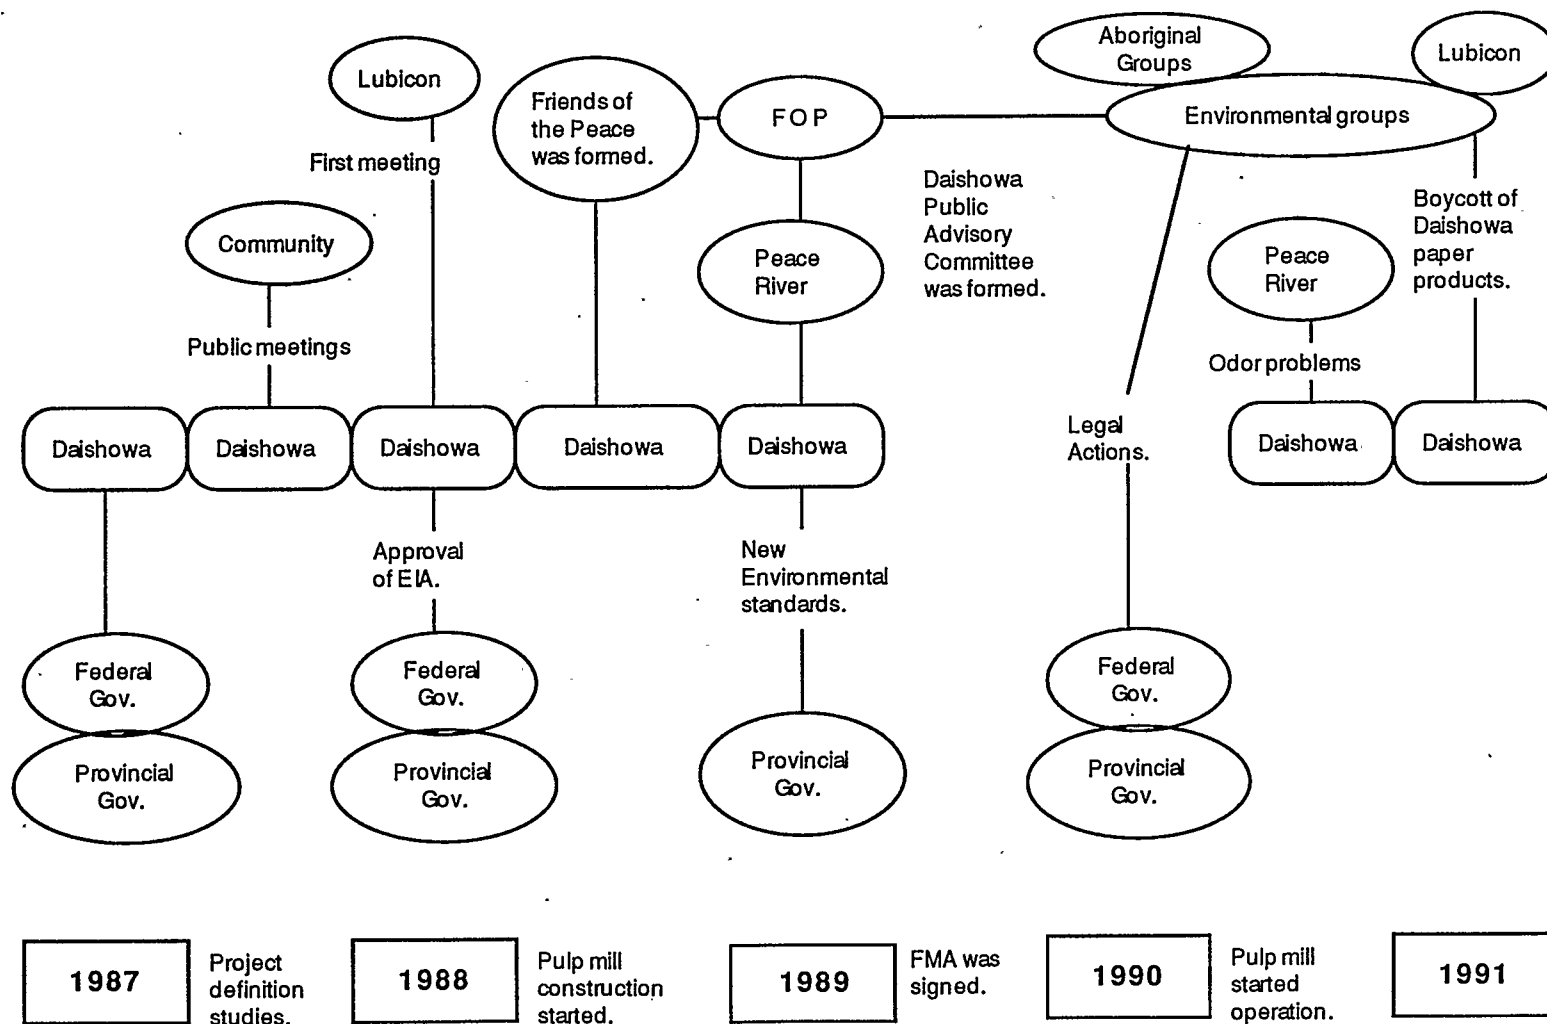 Aboriginal
Groups
Lubicon
Lubicon
Friends of
the Peace
was formed.
F O P
Environmental groups
First meeting
Daishowa
Public
Advisory
Committee
was formed.
Boycott of
Daishowa
paper
products.
Community
Peace
River
Peace
River
Public meetings
Odor problems
Daishowa
Daishowa
Daishowa
Daishowa
Daishowa
Legal
Actions.
Daishowa
Daishowa
Approval
of EIA.
New
Environmental
standards.
Federal
Gov.
Federal
Gov.
Federal
Gov.
Provincial
Gov.
Provincial
Gov.
Provincial
Gov.
Provincial
Gov.
1987
Project
definition
studies.
1988
Pulp mill
construction
started.
1989
FMA was
signed.
1990
Pulp mill
started
operation.
1991